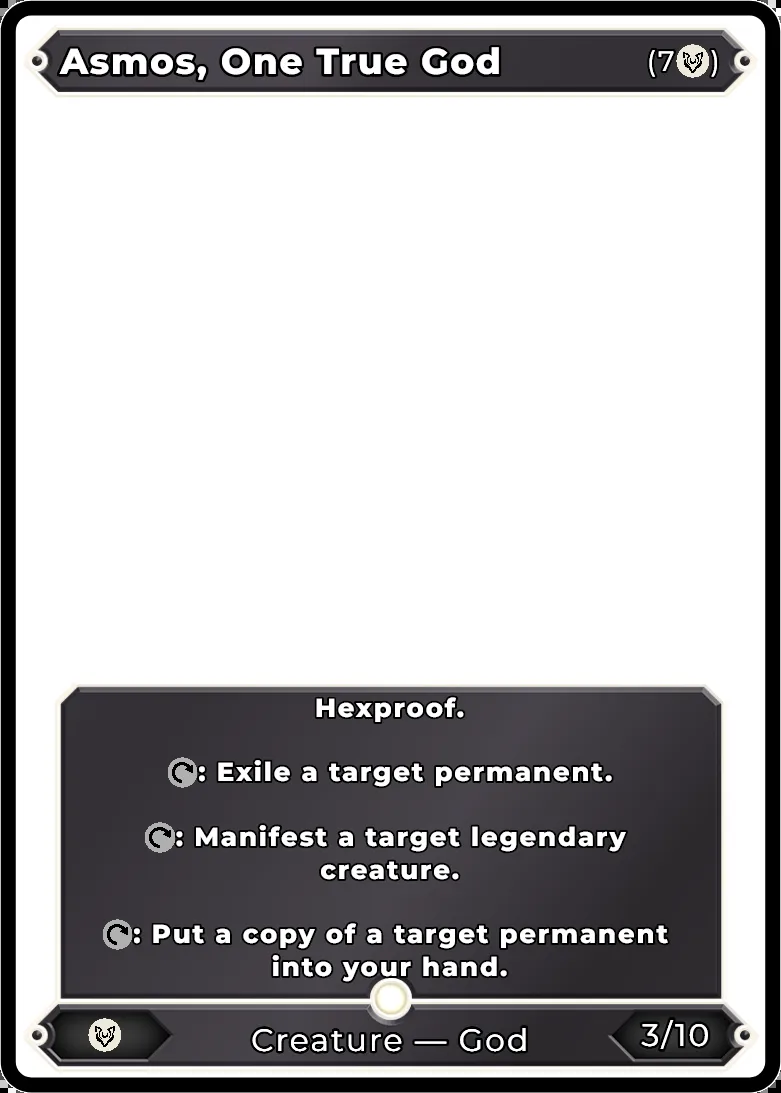 Asmos, One True God (7)
Hexproof.
: Exile a target permanent.
: Manifest a target legendary
creature.
: Put a copy of a target permanent
into your hand.
Creature — God 3/10